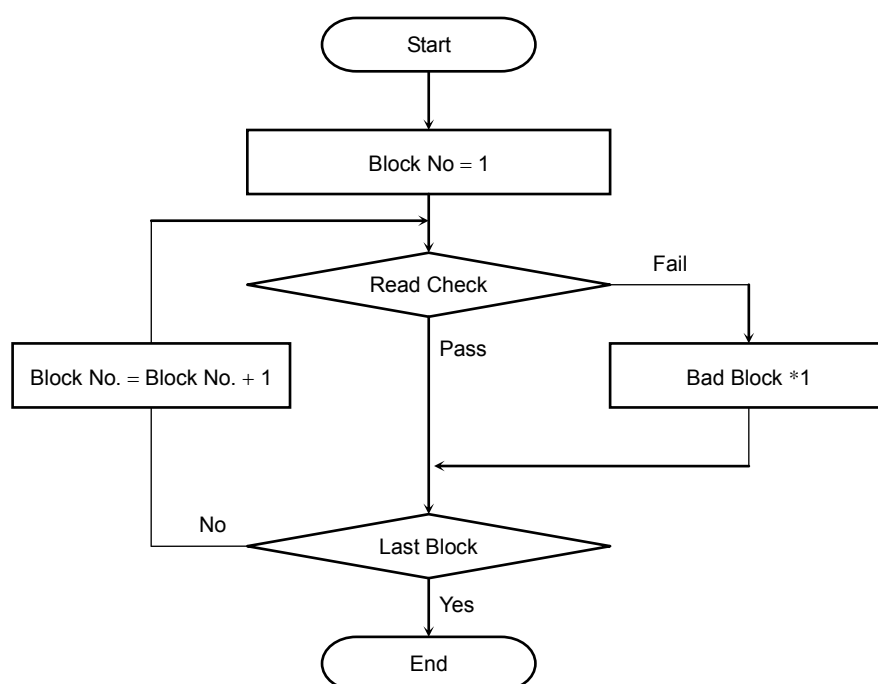 Start
Block No = 1
Read Check
Fail
Pass
Block No. = Block No. + 1
Bad Block *1
No
Last Block
Yes
End